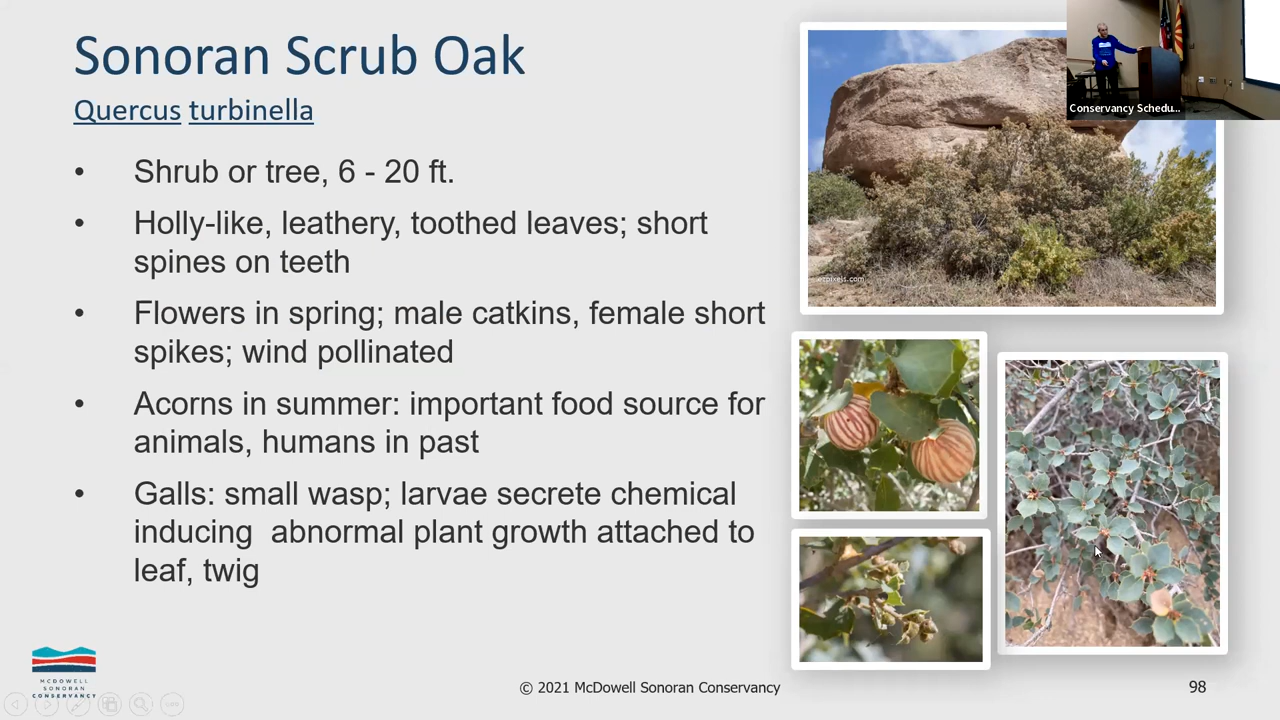 Sonoran Scrub Oak
Quercus turbinella
• Shrub or tree, 6 - 20 ft.
• Holly-like, leathery, toothed leaves; short
spines on teeth
• Flowers in spring; male catkins, female short
spikes; wind pollinated
• Acorns in summer: important food source for
animals, humans in past
• Galls: small wasp; larvae secrete chemical
inducing  abnormal plant growth attached to
leaf, twig
Conservancy Schedu...
MCDOWELL
SONORAN
CONSERVANCY
© 2021 McDowell Sonoran Conservancy
98